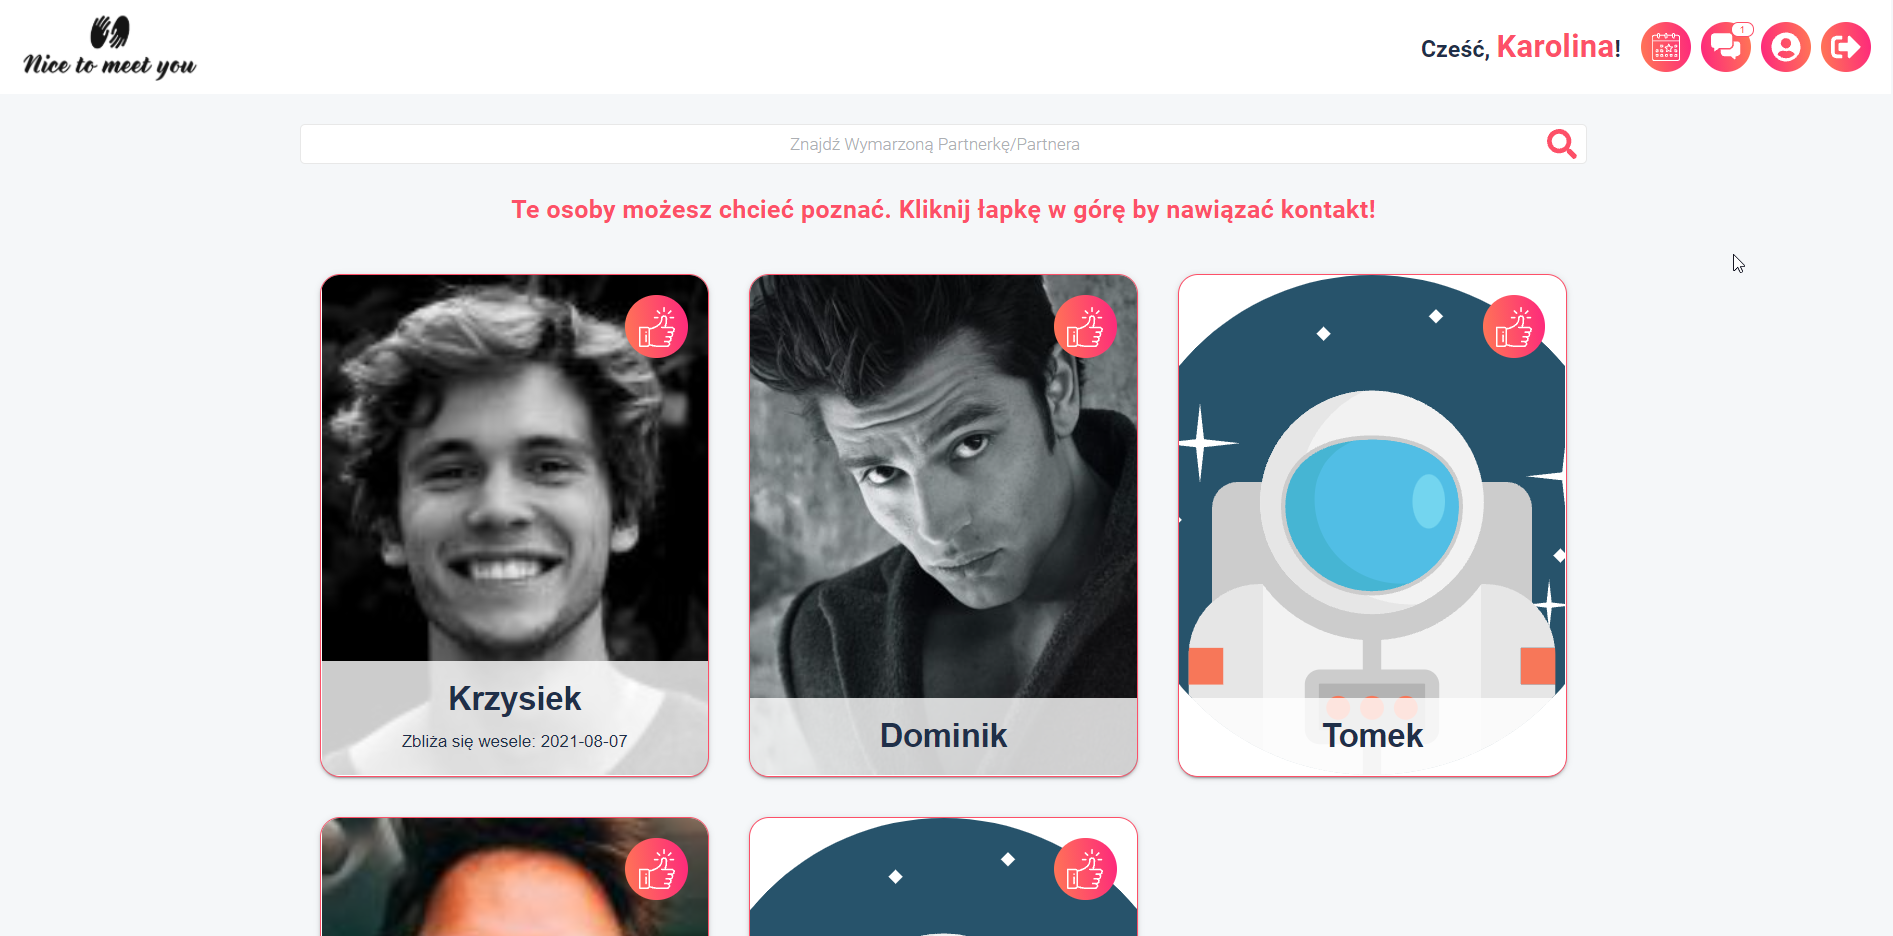 Nice to meet you
Cześć, Karolina!
1
Znajdź Wymarzoną Partnerkę/Partnera
Te osoby możesz chcieć poznać. Kliknij łapkę w górę by nawiązać kontakt!
Krzysiek
Zbliża się wesele: 2021-08-07
Dominik
Tomek